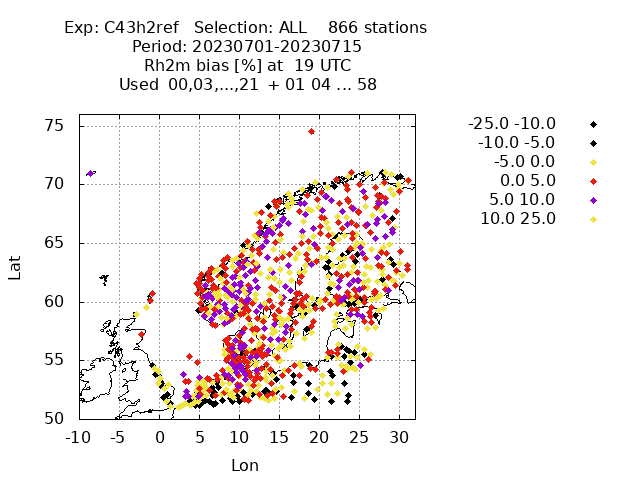 Exp: C43h2ref   Selection: ALL    866 stations
Period: 20230701-20230715
Rh2m bias [%] at  19 UTC
Used  00,03,...,21  + 01 04 ... 58
-25.0 -10.0
-10.0 -5.0
-5.0 0.0
0.0 5.0
5.0 10.0
10.0 25.0
75
70
65
60
55
50
Lat
-10 -5 0 5 10 15 20 25 30
Lon